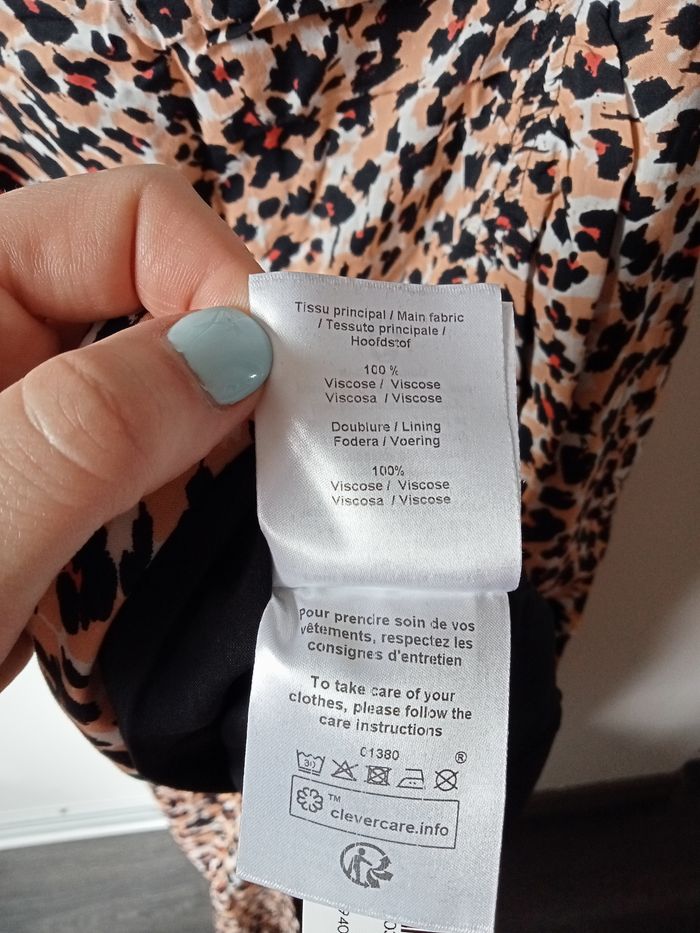 Tissu principal / Main fabric
/ Tessuto principale /
Hoofdstof
100 %
Viscose / Viscose
Viscosa / Viscose
Doublure / Lining
Fodera / Voering
100%
Viscose / Viscose
Viscosa / Viscose
Pour prendre soin de vos
vêtements, respectez les
consignes d'entretien
To take care of your
clothes, please follow the
care instructions
01380
®
30
TM
clevercare.info